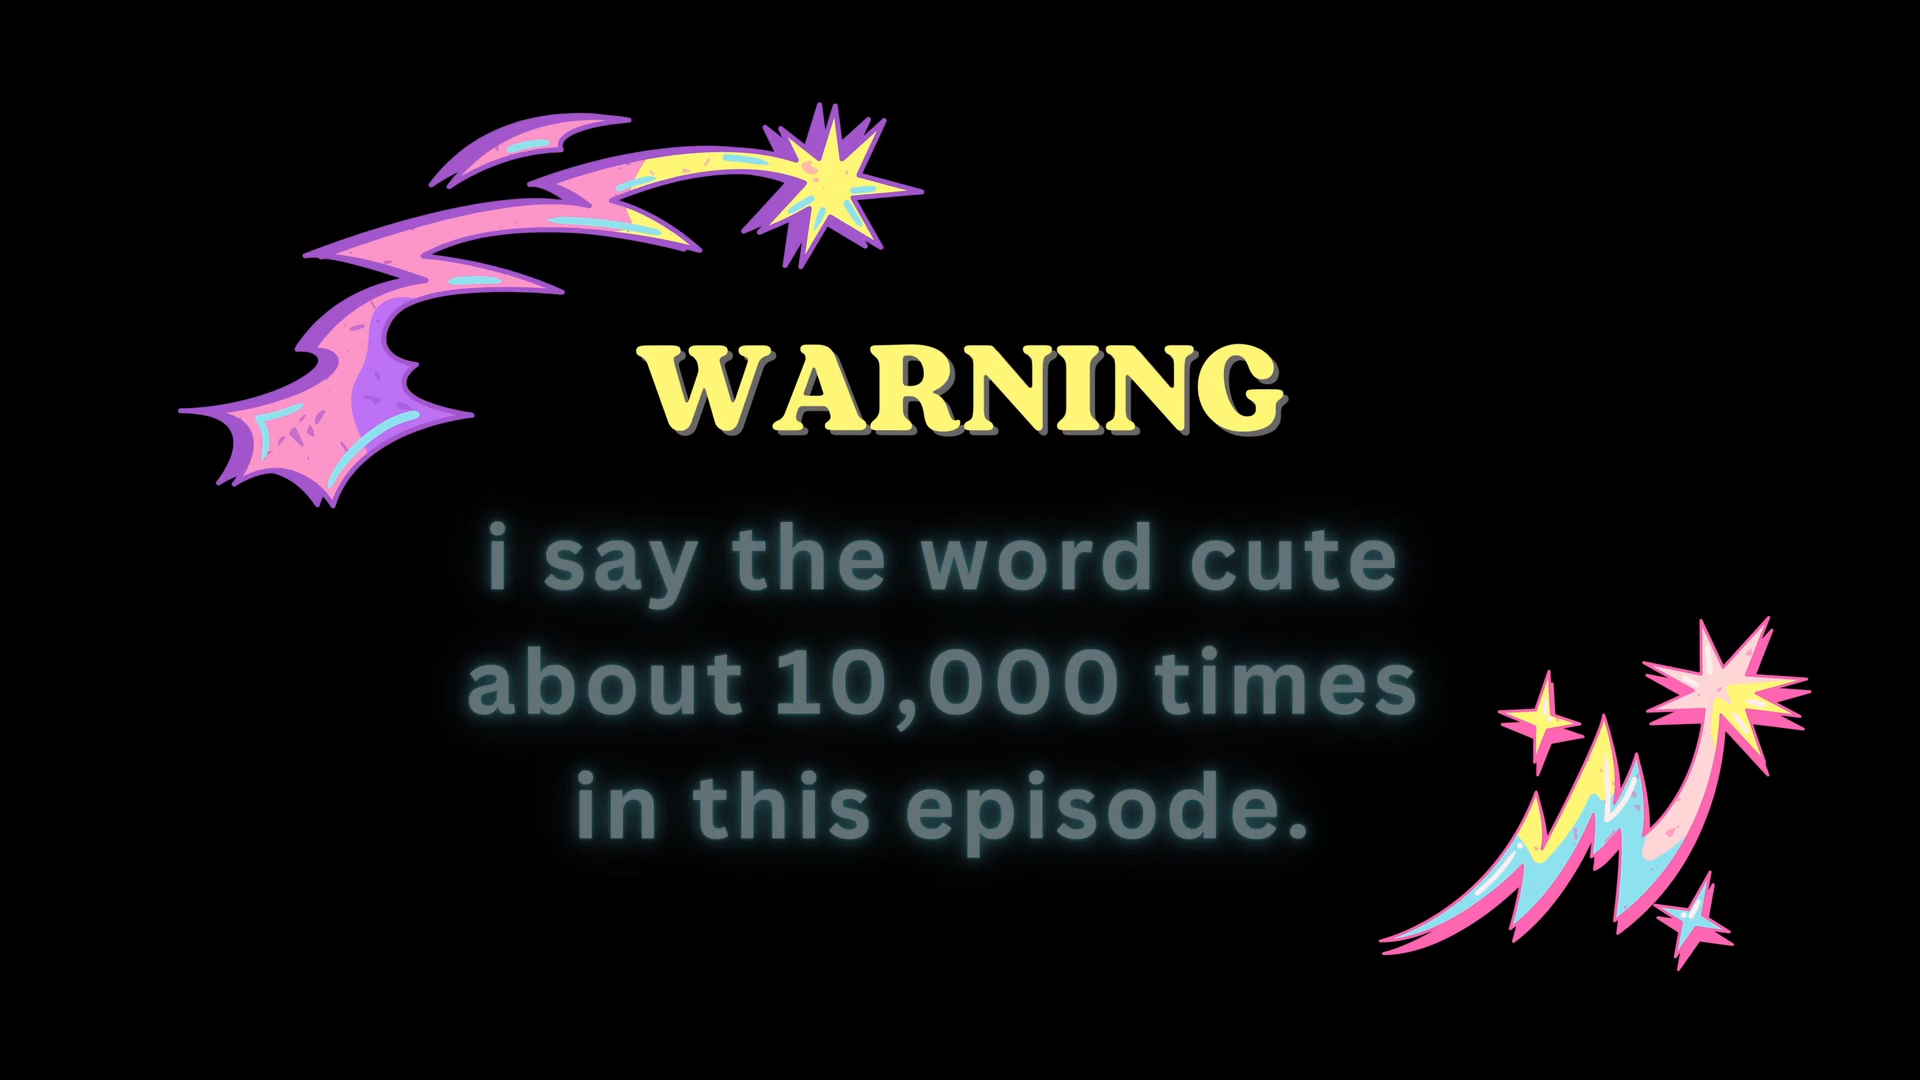 WARNING
i say the word cute
about 10,000 times
in this episode.